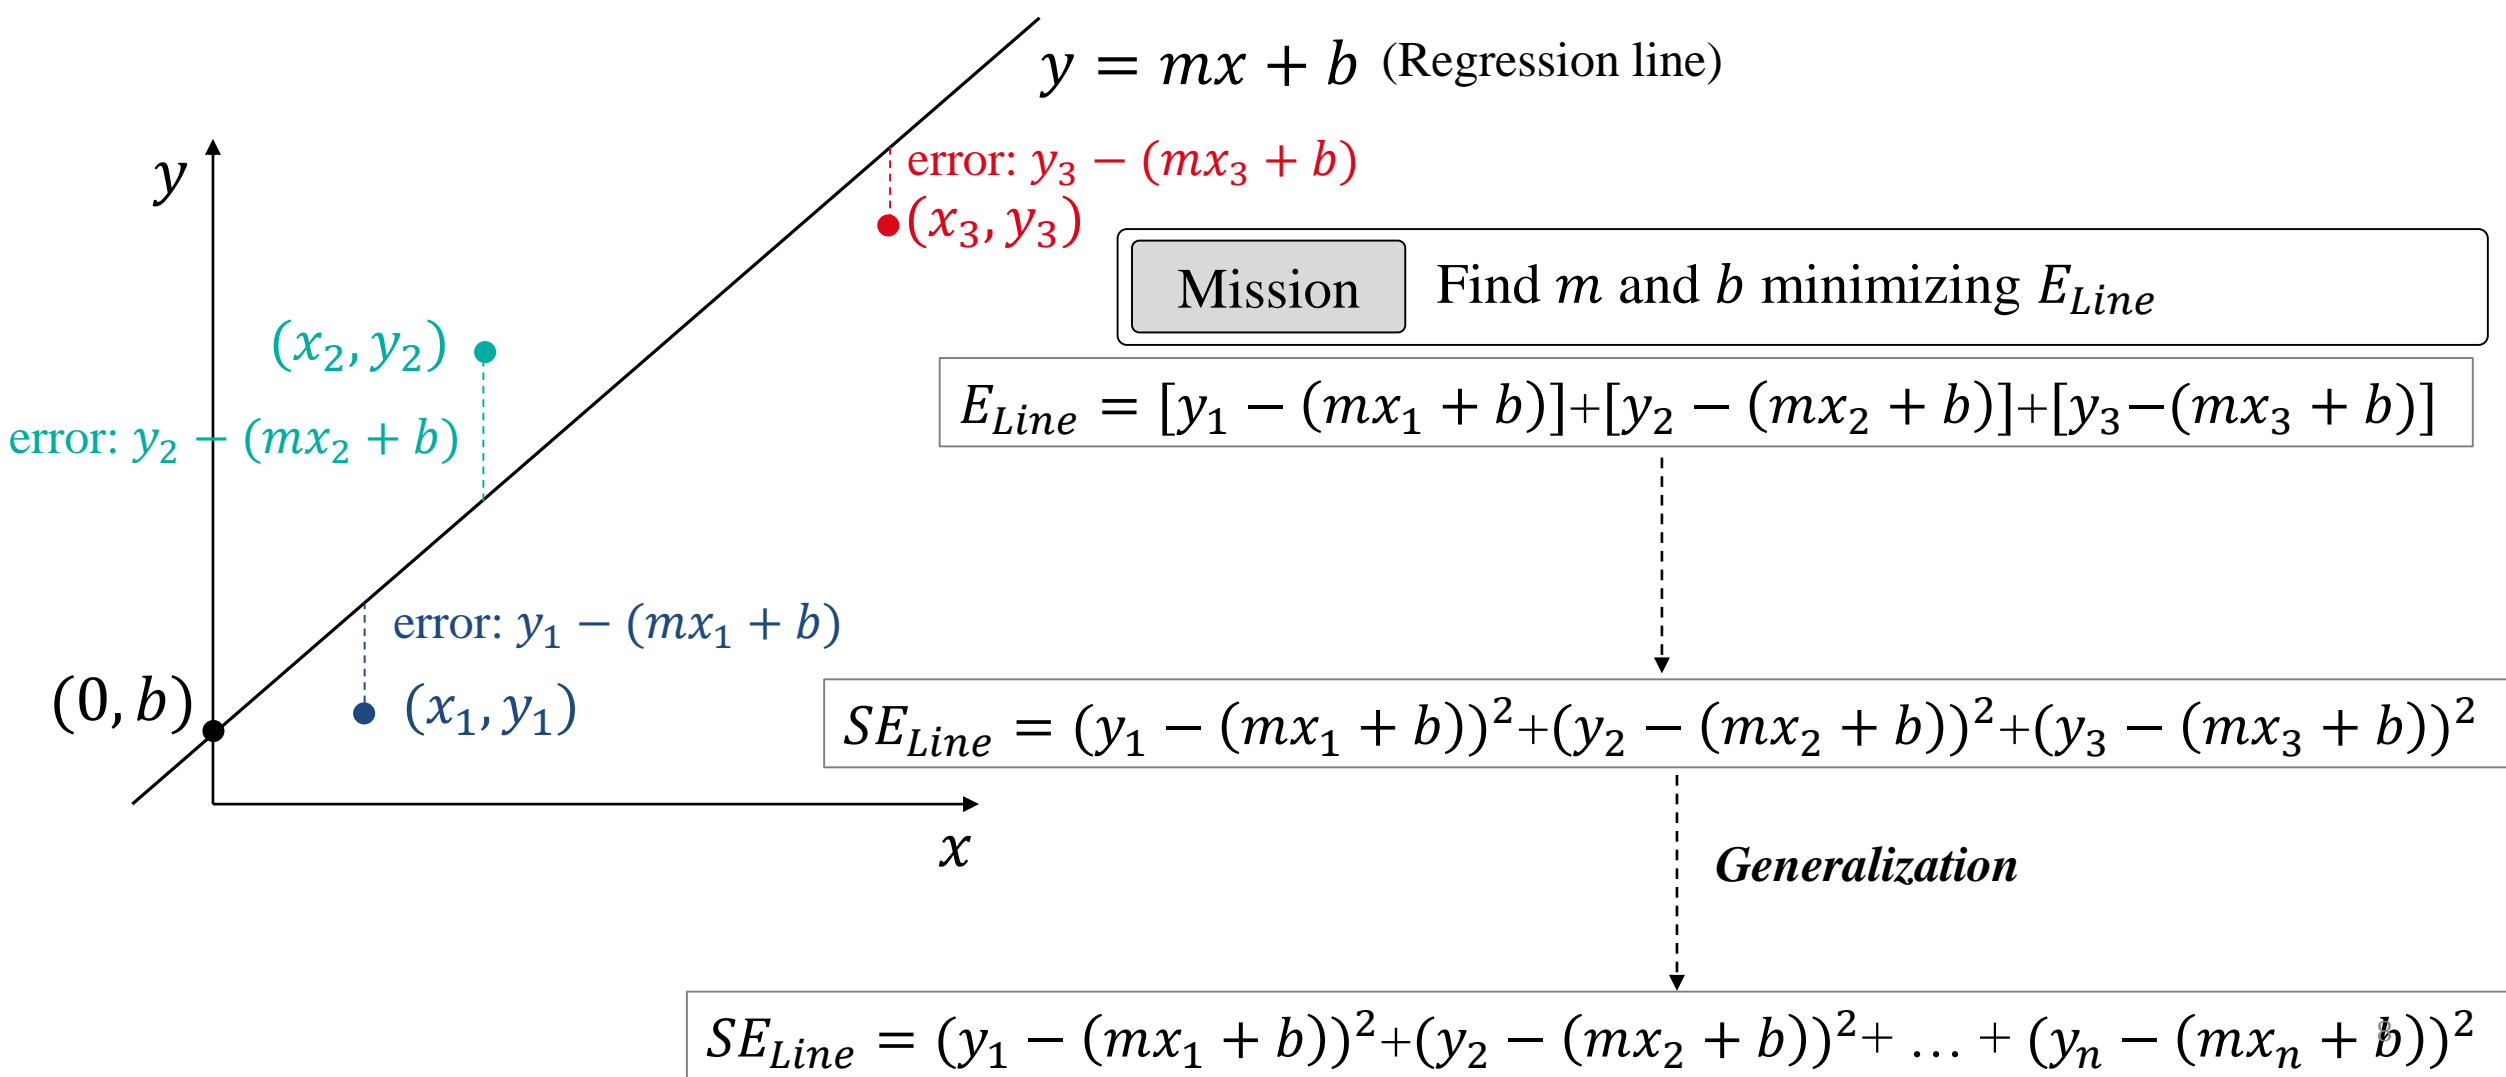 y = mx + b (Regression line)
y
error: y₃ − (mx₃ + b)
(x₃, y₃)
Mission Find m and b minimizing E_Line
(x₂, y₂)
E_Line = [y₁ − (mx₁ + b)]+[y₂ − (mx₂ + b)]+[y₃−(mx₃ + b)]
error: y₂ − (mx₂ + b)
error: y₁ − (mx₁ + b)
(0, b)
(x₁, y₁)
SE_Line = (y₁ − (mx₁ + b))²+(y₂ − (mx₂ + b))²+(y₃ − (mx₃ + b))²
x
Generalization
SE_Line = (y₁ − (mx₁ + b))²+(y₂ − (mx₂ + b))²+ … + (yₙ − (mxₙ + b))²
8